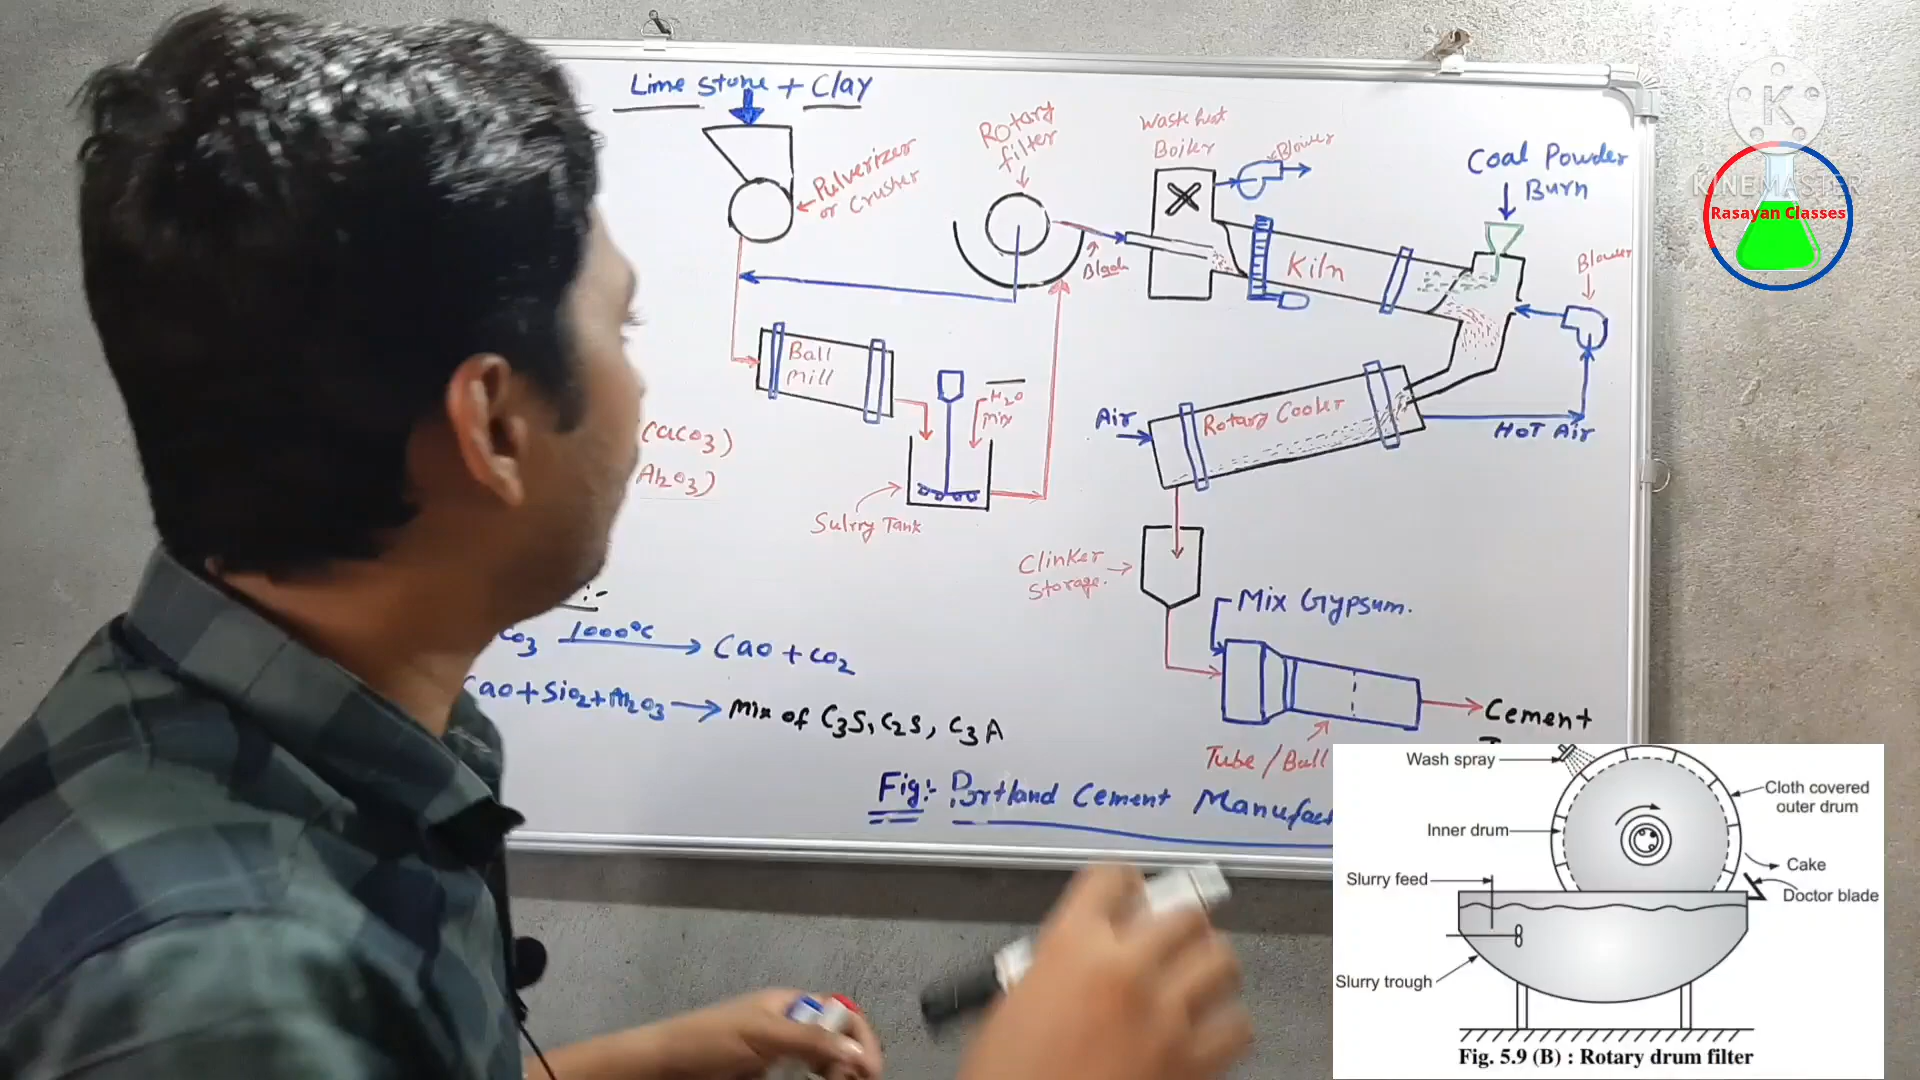 Lime stone + Clay
Pulverizer
or Crusher
Rotary
filter
Waste heat
Boiler
Blower
Coal Powder
Burn
KINEMASTER
Rasayan Classes
Blade
Kiln
Blower
Ball
Mill
H2O
Mix
Air
Rotary Cooler
HOT Air
CaCO3)
Al2O3)
Sulrry Tank
Clinker
Storage.
Mix Gypsum.
CO3 1000°C → CaO + CO2
CaO + SiO2 + Al2O3 → Mix of C3S, C2S, C3A
Cement
Tube / Ball
Fig:- Portland Cement Manufact
Wash spray
Cloth covered
outer drum
Inner drum
Cake
Slurry feed
Doctor blade
Slurry trough
Fig. 5.9 (B) : Rotary drum filter